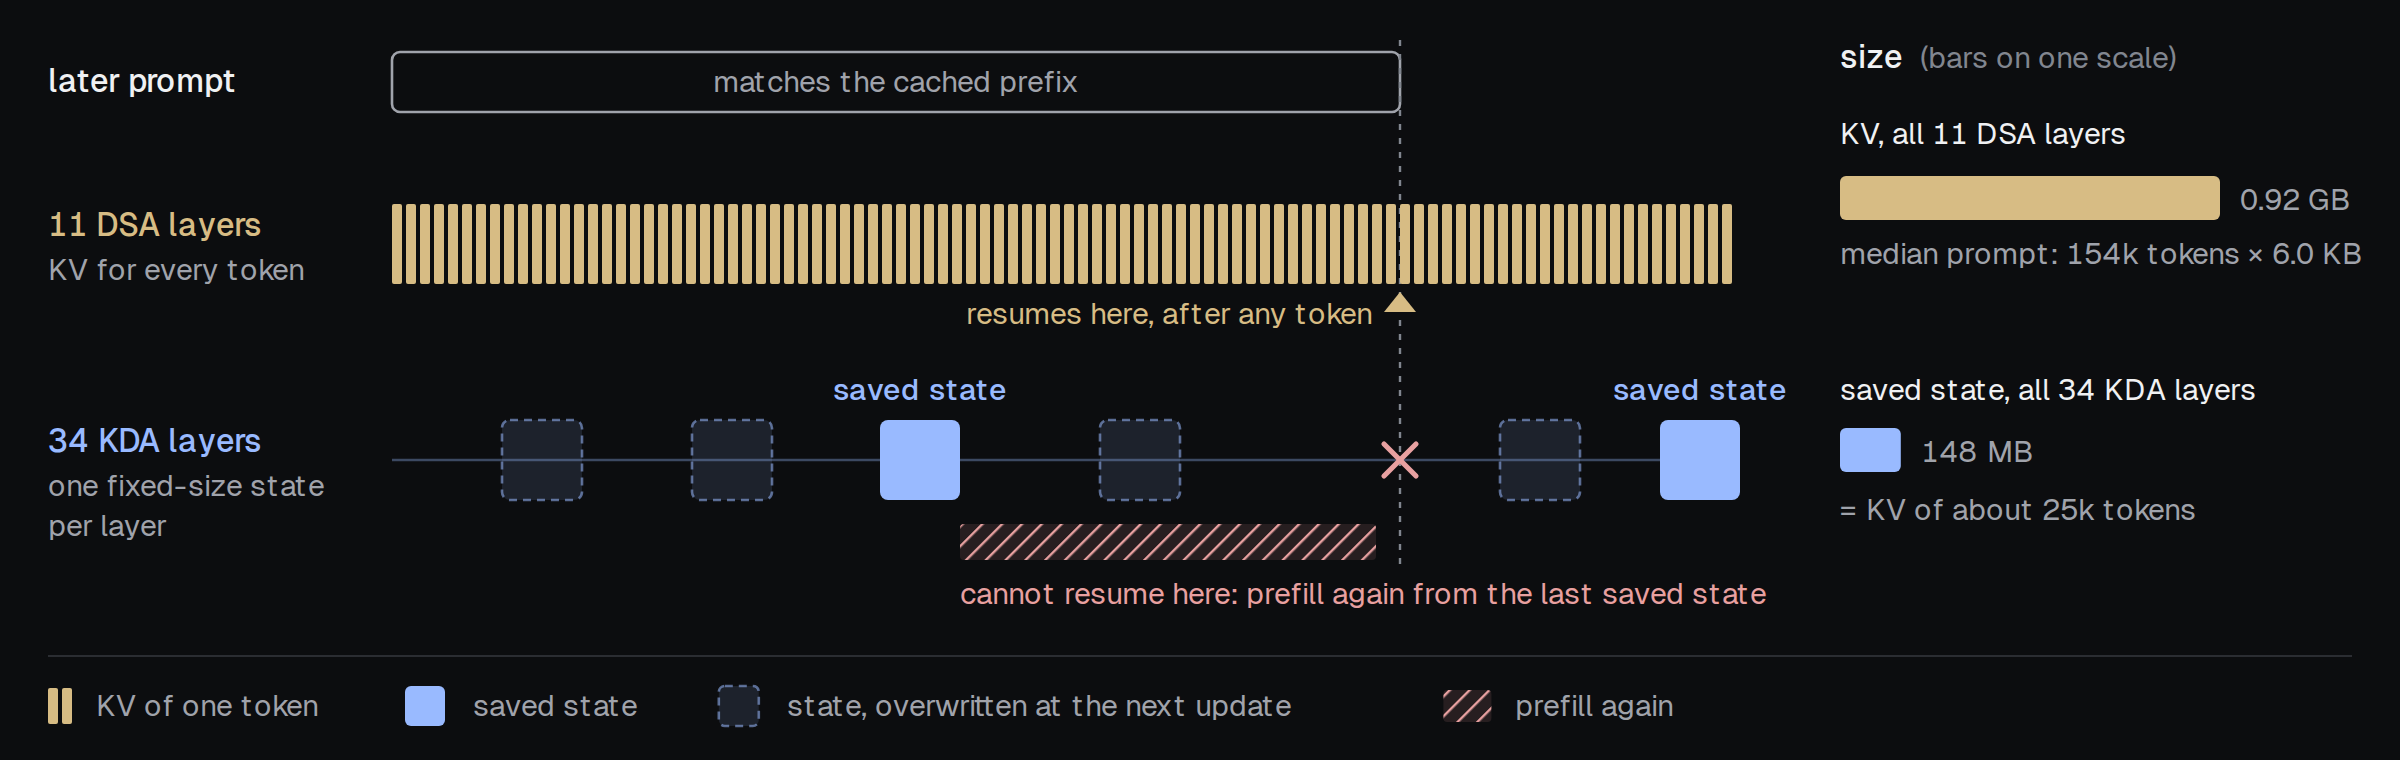 later prompt
matches the cached prefix
size (bars on one scale)
KV, all 11 DSA layers
0.92 GB
median prompt: 154k tokens × 6.0 KB
11 DSA layers
KV for every token
resumes here, after any token
saved state
saved state
34 KDA layers
one fixed-size state
per layer
saved state, all 34 KDA layers
148 MB
= KV of about 25k tokens
cannot resume here: prefill again from the last saved state
KV of one token
saved state
state, overwritten at the next update
prefill again